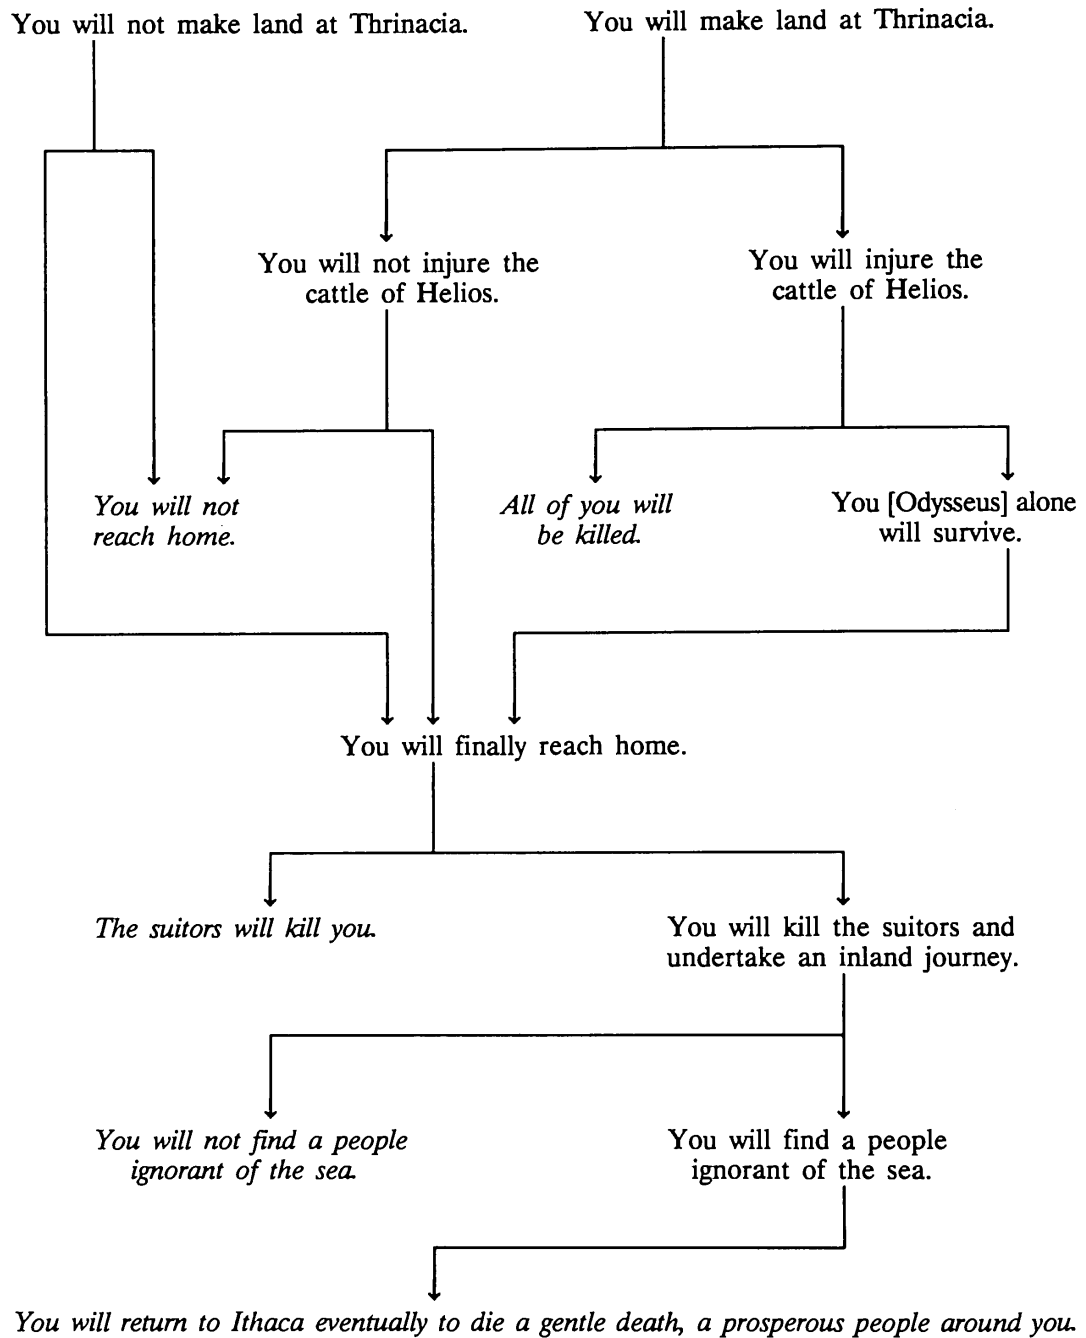 You will not make land at Thrinacia.
You will make land at Thrinacia.
You will not injure the
cattle of Helios.
You will injure the
cattle of Helios.
You will not
reach home.
All of you will
be killed.
You [Odysseus] alone
will survive.
You will finally reach home.
The suitors will kill you.
You will kill the suitors and
undertake an inland journey.
You will not find a people
ignorant of the sea.
You will find a people
ignorant of the sea.
You will return to Ithaca eventually to die a gentle death, a prosperous people around you.